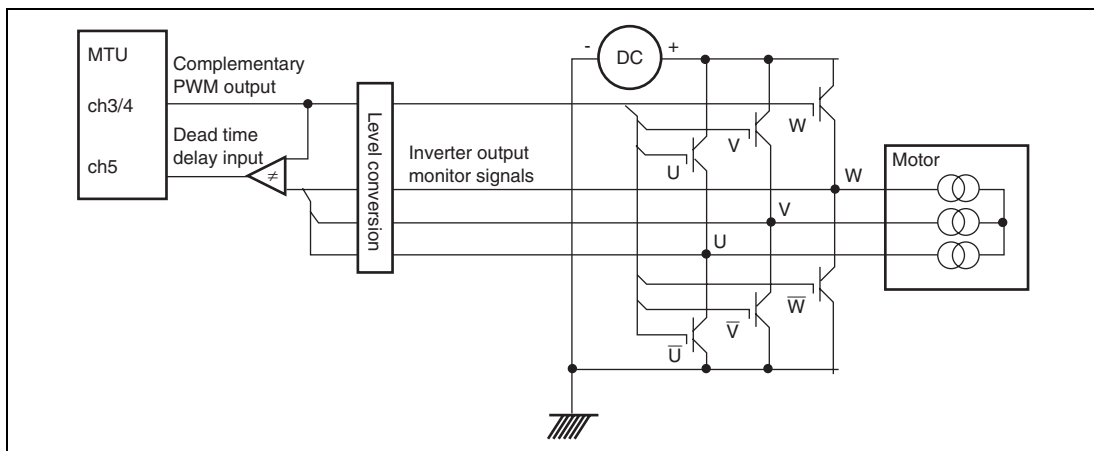 MTU
Complementary
PWM output
ch3/4
Dead time
delay input
ch5
≠
Level conversion
Inverter output
monitor signals
- DC +
W
V
U
Motor
W
V
U
W̅
V̅
U̅